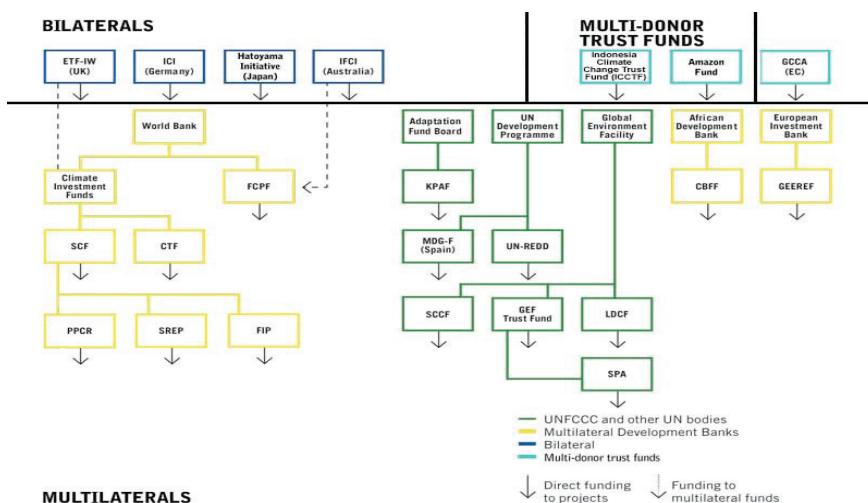 BILATERALS
MULTI-DONOR
TRUST FUNDS
ETF-IW
(UK)
ICI
(Germany)
Hatoyama
Initiative
(Japan)
IFCI
(Australia)
Indonesia
Climate
Change Trust
Fund (ICCTF)
Amazon
Fund
GCCA
(EC)
World Bank
Adaptation
Fund Board
UN
Development
Programme
Global
Environment
Facility
African
Development
Bank
European
Investment
Bank
Climate
Investment
Funds
FCPF
KPAF
CBFF
GEEREF
SCF
CTF
MDG-F
(Spain)
UN-REDD
PPCR
SREP
FIP
SCCF
GEF
Trust Fund
LDCF
SPA
UNFCCC and other UN bodies
Multilateral Development Banks
Bilateral
Multi-donor trust funds
Direct funding
to projects
Funding to
multilateral funds
MULTILATERALS